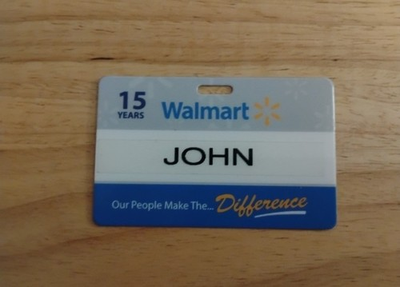 15 YEARS Walmart
JOHN
Our People Make The... Difference